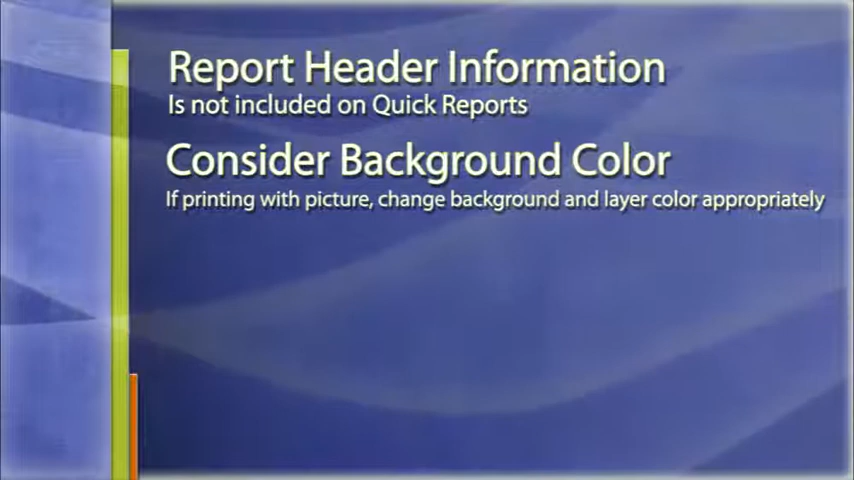 Report Header Information
Is not included on Quick Reports
Consider Background Color
If printing with picture, change background and layer color appropriately